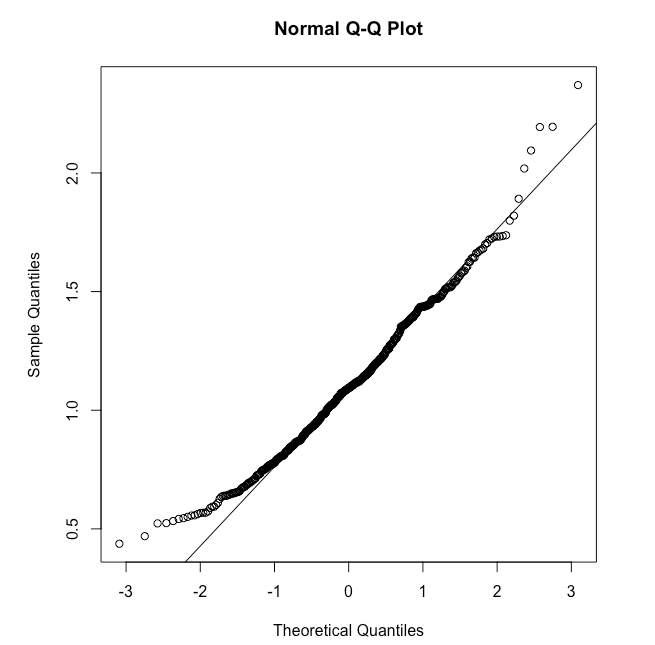 Normal Q-Q Plot
2.0
1.5
1.0
0.5
Sample Quantiles
-3 -2 -1 0 1 2 3
Theoretical Quantiles